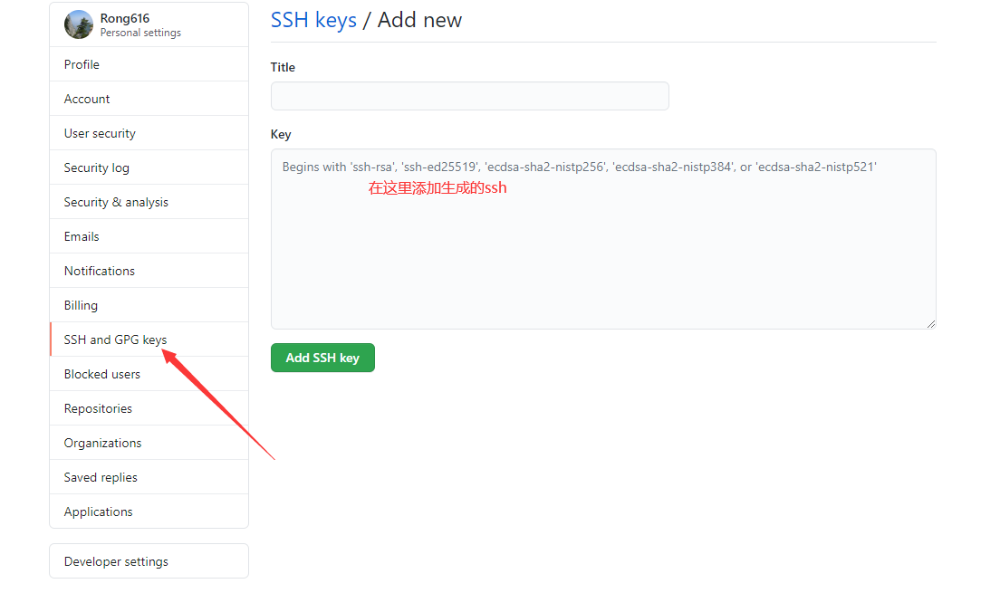 Rong616
Personal settings
Profile
Account
User security
Security log
Security & analysis
Emails
Notifications
Billing
SSH and GPG keys
Blocked users
Repositories
Organizations
Saved replies
Applications
Developer settings
SSH keys / Add new
Title
Key
Begins with 'ssh-rsa', 'ssh-ed25519', 'ecdsa-sha2-nistp256', 'ecdsa-sha2-nistp384', or 'ecdsa-sha2-nistp521'
在这里添加生成的ssh
Add SSH key